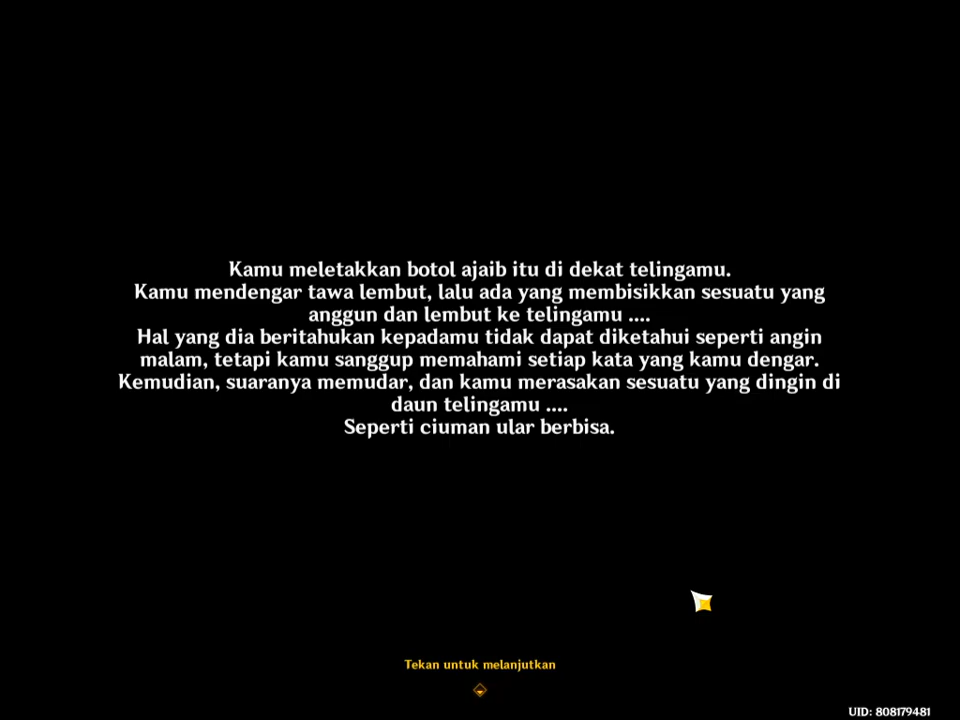 Kamu meletakkan botol ajaib itu di dekat telingamu.
Kamu mendengar tawa lembut, lalu ada yang membisikkan sesuatu yang
anggun dan lembut ke telingamu ....
Hal yang dia beritahukan kepadamu tidak dapat diketahui seperti angin
malam, tetapi kamu sanggup memahami setiap kata yang kamu dengar.
Kemudian, suaranya memudar, dan kamu merasakan sesuatu yang dingin di
daun telingamu ....
Seperti ciuman ular berbisa.
Tekan untuk melanjutkan
UID: 808179481